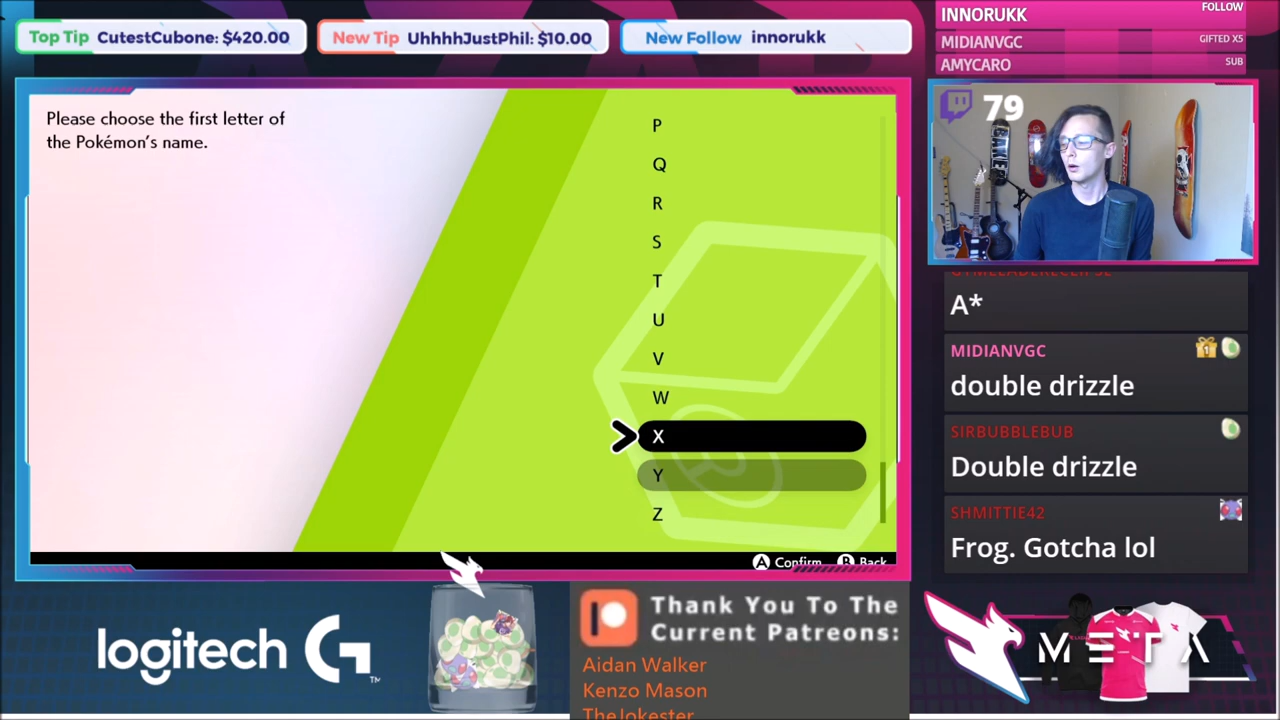 Top Tip CutestCubone: $420.00
New Tip UhhhhJustPhil: $10.00
New Follow innorukk
INNORUKK FOLLOW
MIDIANVGC GIFTED X5
AMYCARO SUB
Please choose the first letter of
the Pokémon's name.
P
Q
R
S
T
U
V
W
X
Y
Z
A Confirm B Back
79
A*
MIDIANVGC
double drizzle
SIRBUBBLEBUB
Double drizzle
SHMITTIE42
Frog. Gotcha lol
logitech G
Thank You To The
Current Patreons:
Aidan Walker
Kenzo Mason
TheJokester
META